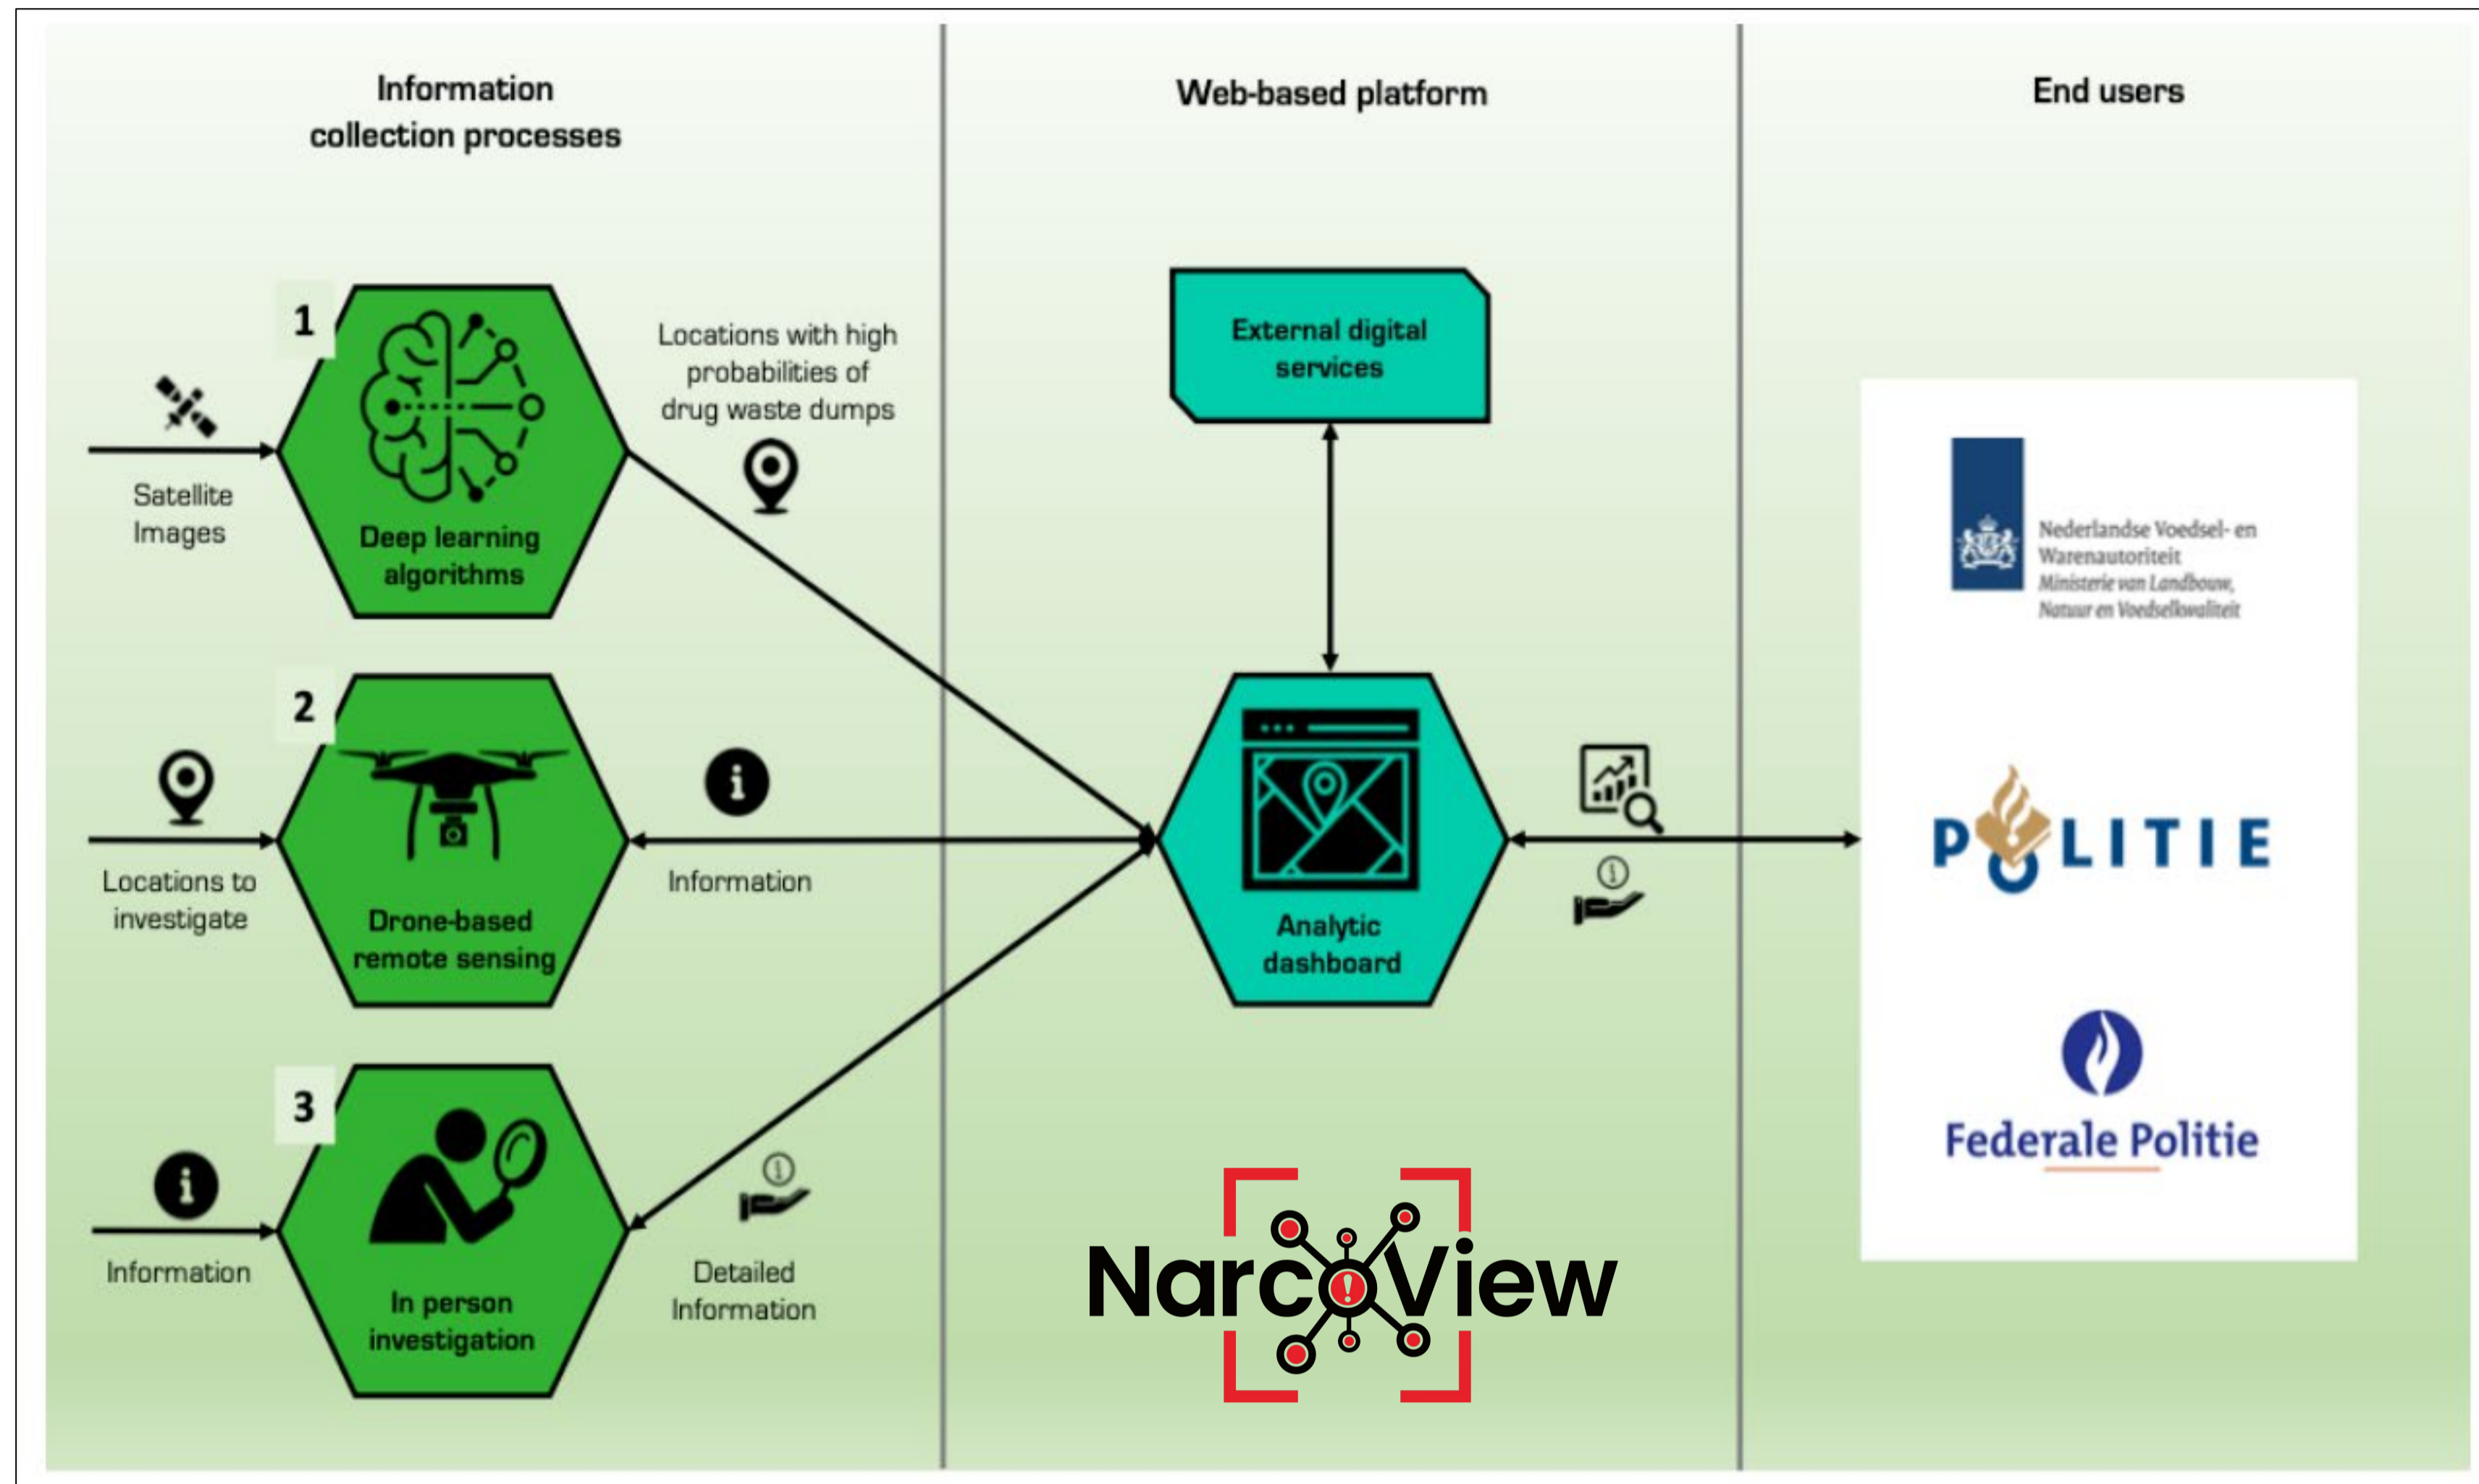 Information
collection processes
Web-based platform
End users
1
Deep learning
algorithms
Satellite
Images
Locations with high
probabilities of
drug waste dumps
External digital
services
2
Drone-based
remote sensing
Locations to
investigate
Information
Analytic
dashboard
3
In person
investigation
Information
Detailed
Information
NarcoView
Nederlandse Voedsel- en
Warenautoriteit
Ministerie van Landbouw,
Natuur en Voedselkwaliteit
POLITIE
Federale Politie